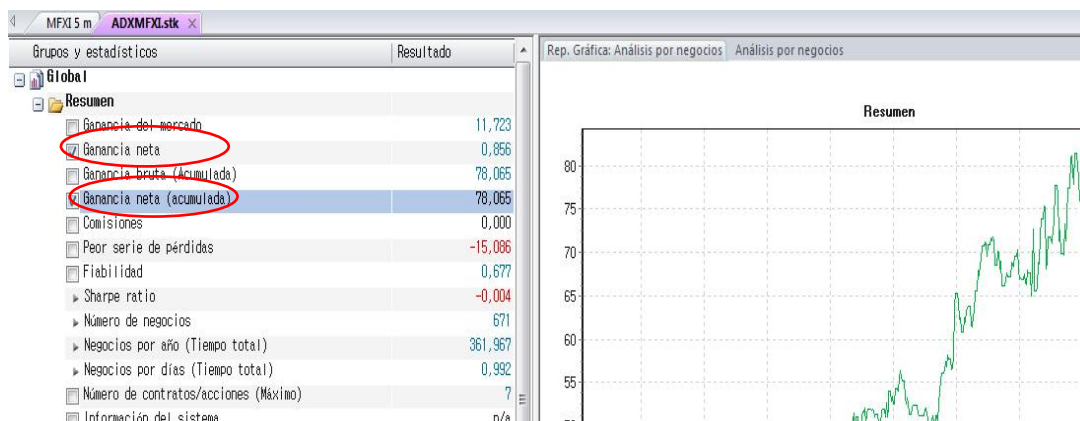 MFXI 5 m ADXMFXI.stk
Grupos y estadísticos Resultado
Global
Resumen
Ganancia del mercado 11,723
Ganancia neta 0,856
Ganancia bruta (Acumulada) 78,065
Ganancia neta (acumulada) 78,065
Comisiones 0,000
Peor serie de pérdidas -15,086
Fiabilidad 0,677
Sharpe ratio -0,004
Número de negocios 671
Negocios por año (Tiempo total) 361,967
Negocios por días (Tiempo total) 0,992
Número de contratos/acciones (Máximo) 7
Información del sistema n/a
Rep. Gráfica: Análisis por negocios Análisis por negocios
Resumen
80
75
70
65
60
55